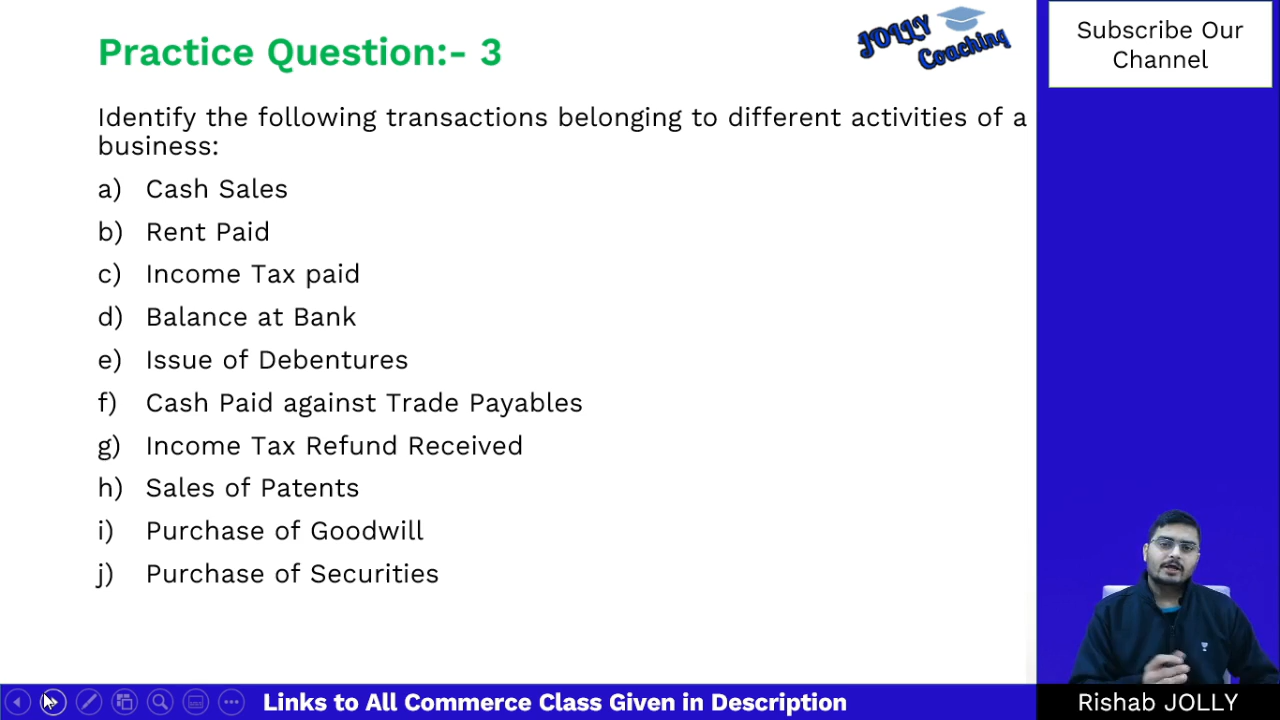 Practice Question:- 3
JOLLY
Coaching
Subscribe Our
Channel
Identify the following transactions belonging to different activities of a
business:
a) Cash Sales
b) Rent Paid
c) Income Tax paid
d) Balance at Bank
e) Issue of Debentures
f) Cash Paid against Trade Payables
g) Income Tax Refund Received
h) Sales of Patents
i) Purchase of Goodwill
j) Purchase of Securities
Links to All Commerce Class Given in Description
Rishab JOLLY